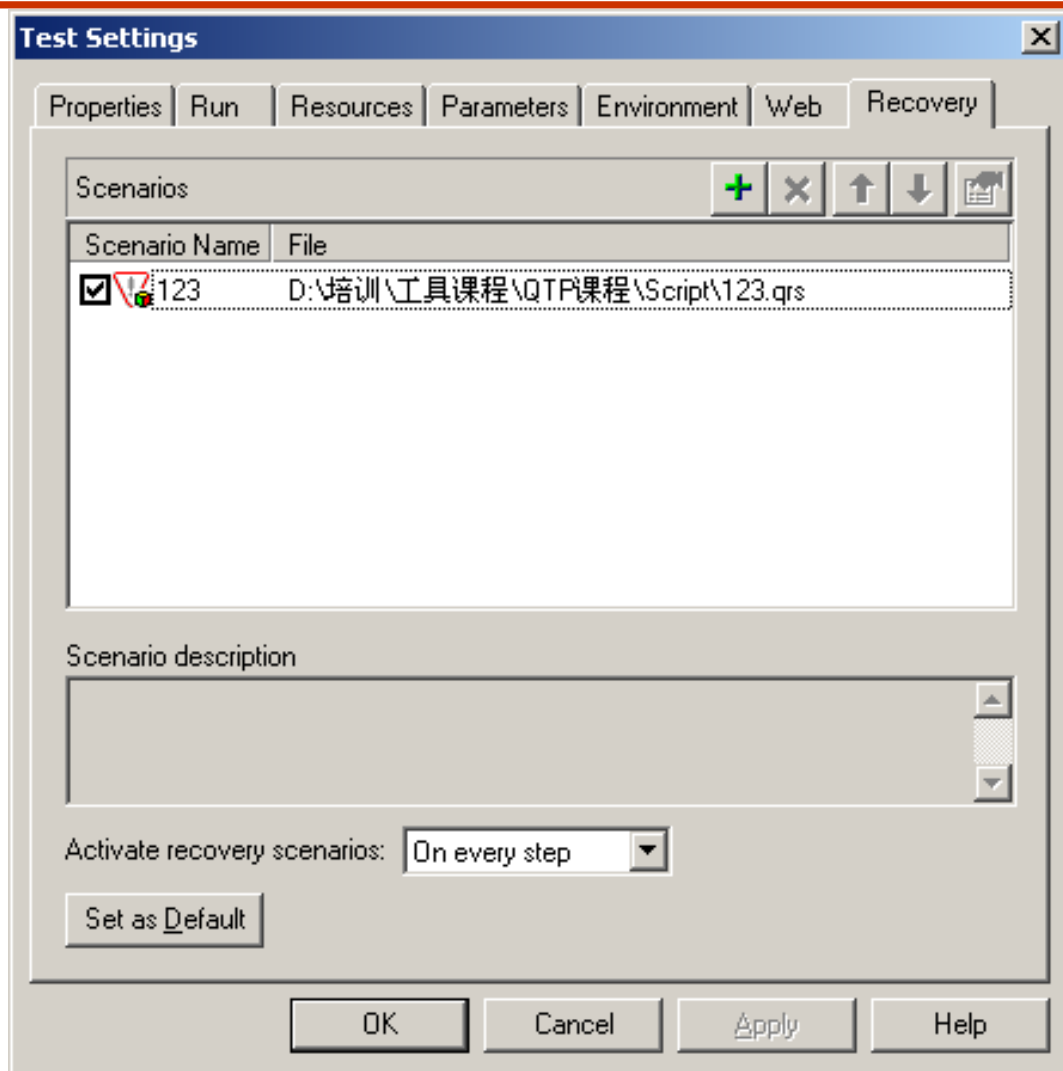 Test Settings
Properties Run Resources Parameters Environment Web Recovery
Scenarios
Scenario Name File
123 D:\培训\工具课程\QTP课程\Script\123.qrs
Scenario description
Activate recovery scenarios: On every step
Set as Default
OK Cancel Apply Help